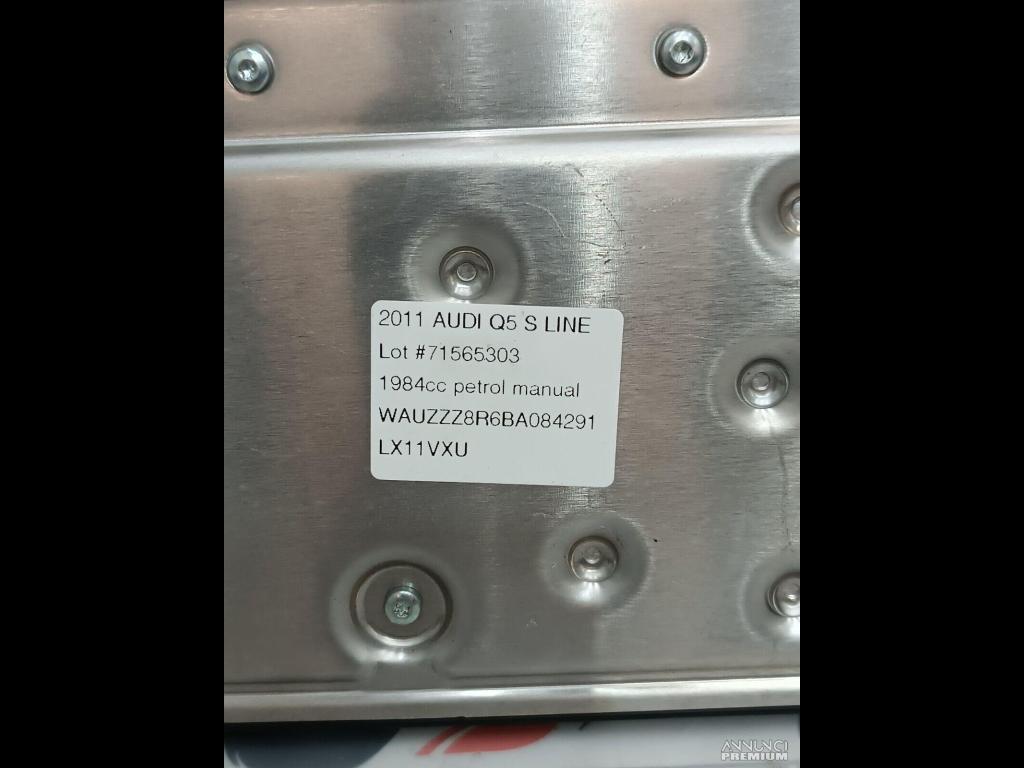 2011 AUDI Q5 S LINE
Lot #71565303
1984cc petrol manual
WAUZZZ8R6BA084291
LX11VXU
ANNUNCI
PREMIUM